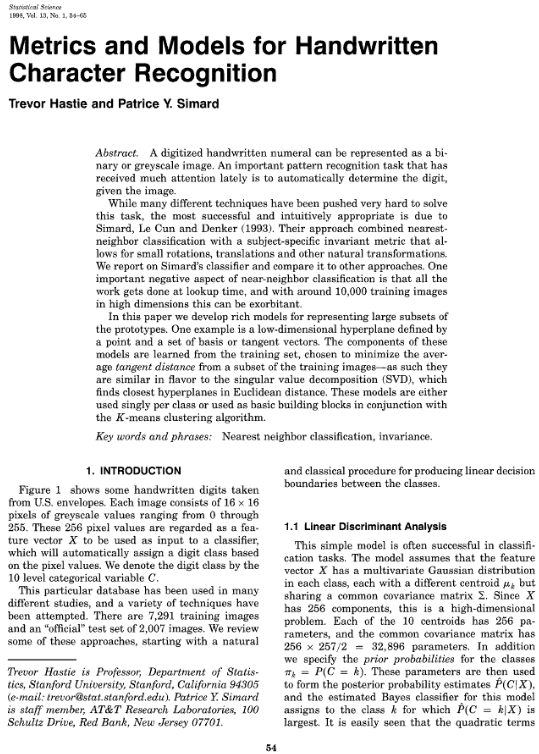 Statistical Science
1998, Vol. 13, No. 1, 54–65
Metrics and Models for Handwritten
Character Recognition
Trevor Hastie and Patrice Y. Simard
Abstract. A digitized handwritten numeral can be represented as a bi-
nary or greyscale image. An important pattern recognition task that has
received much attention lately is to automatically determine the digit,
given the image.
While many different techniques have been pushed very hard to solve
this task, the most successful and intuitively appropriate is due to
Simard, Le Cun and Denker (1993). Their approach combined nearest-
neighbor classification with a subject-specific invariant metric that al-
lows for small rotations, translations and other natural transformations.
We report on Simard's classifier and compare it to other approaches. One
important negative aspect of near-neighbor classification is that all the
work gets done at lookup time, and with around 10,000 training images
in high dimensions this can be exorbitant.
In this paper we develop rich models for representing large subsets of
the prototypes. One example is a low-dimensional hyperplane defined by
a point and a set of basis or tangent vectors. The components of these
models are learned from the training set, chosen to minimize the aver-
age tangent distance from a subset of the training images—as such they
are similar in flavor to the singular value decomposition (SVD), which
finds closest hyperplanes in Euclidean distance. These models are either
used singly per class or used as basic building blocks in conjunction with
the K-means clustering algorithm.
Key words and phrases: Nearest neighbor classification, invariance.
1. INTRODUCTION
Figure 1 shows some handwritten digits taken
from U.S. envelopes. Each image consists of 16 × 16
pixels of greyscale values ranging from 0 through
255. These 256 pixel values are regarded as a fea-
ture vector X to be used as input to a classifier,
which will automatically assign a digit class based
on the pixel values. We denote the digit class by the
10 level categorical variable C.
This particular database has been used in many
different studies, and a variety of techniques have
been attempted. There are 7,291 training images
and an "official" test set of 2,007 images. We review
some of these approaches, starting with a natural
Trevor Hastie is Professor, Department of Statis-
tics, Stanford University, Stanford, California 94305
(e-mail: trevor@stat.stanford.edu). Patrice Y. Simard
is staff member, AT&T Research Laboratories, 100
Schultz Drive, Red Bank, New Jersey 07701.
and classical procedure for producing linear decision
boundaries between the classes.
1.1 Linear Discriminant Analysis
This simple model is often successful in classifi-
cation tasks. The model assumes that the feature
vector X has a multivariate Gaussian distribution
in each class, each with a different centroid μk but
sharing a common covariance matrix Σ. Since X
has 256 components, this is a high-dimensional
problem. Each of the 10 centroids has 256 pa-
rameters, and the common covariance matrix has
256 × 257/2 = 32,896 parameters. In addition
we specify the prior probabilities for the classes
πk = P(C = k). These parameters are then used
to form the posterior probability estimates P̂(C|X),
and the estimated Bayes classifier for this model
assigns to the class k for which P̂(C = k|X) is
largest. It is easily seen that the quadratic terms
54